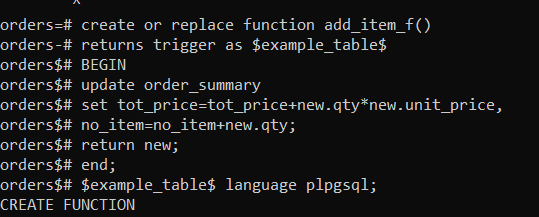 ^
orders=# create or replace function add_item_f()
orders-# returns trigger as $example_table$
orders$# BEGIN
orders$# update order_summary
orders$# set tot_price=tot_price+new.qty*new.unit_price,
orders$# no_item=no_item+new.qty;
orders$# return new;
orders$# end;
orders$# $example_table$ language plpgsql;
CREATE FUNCTION